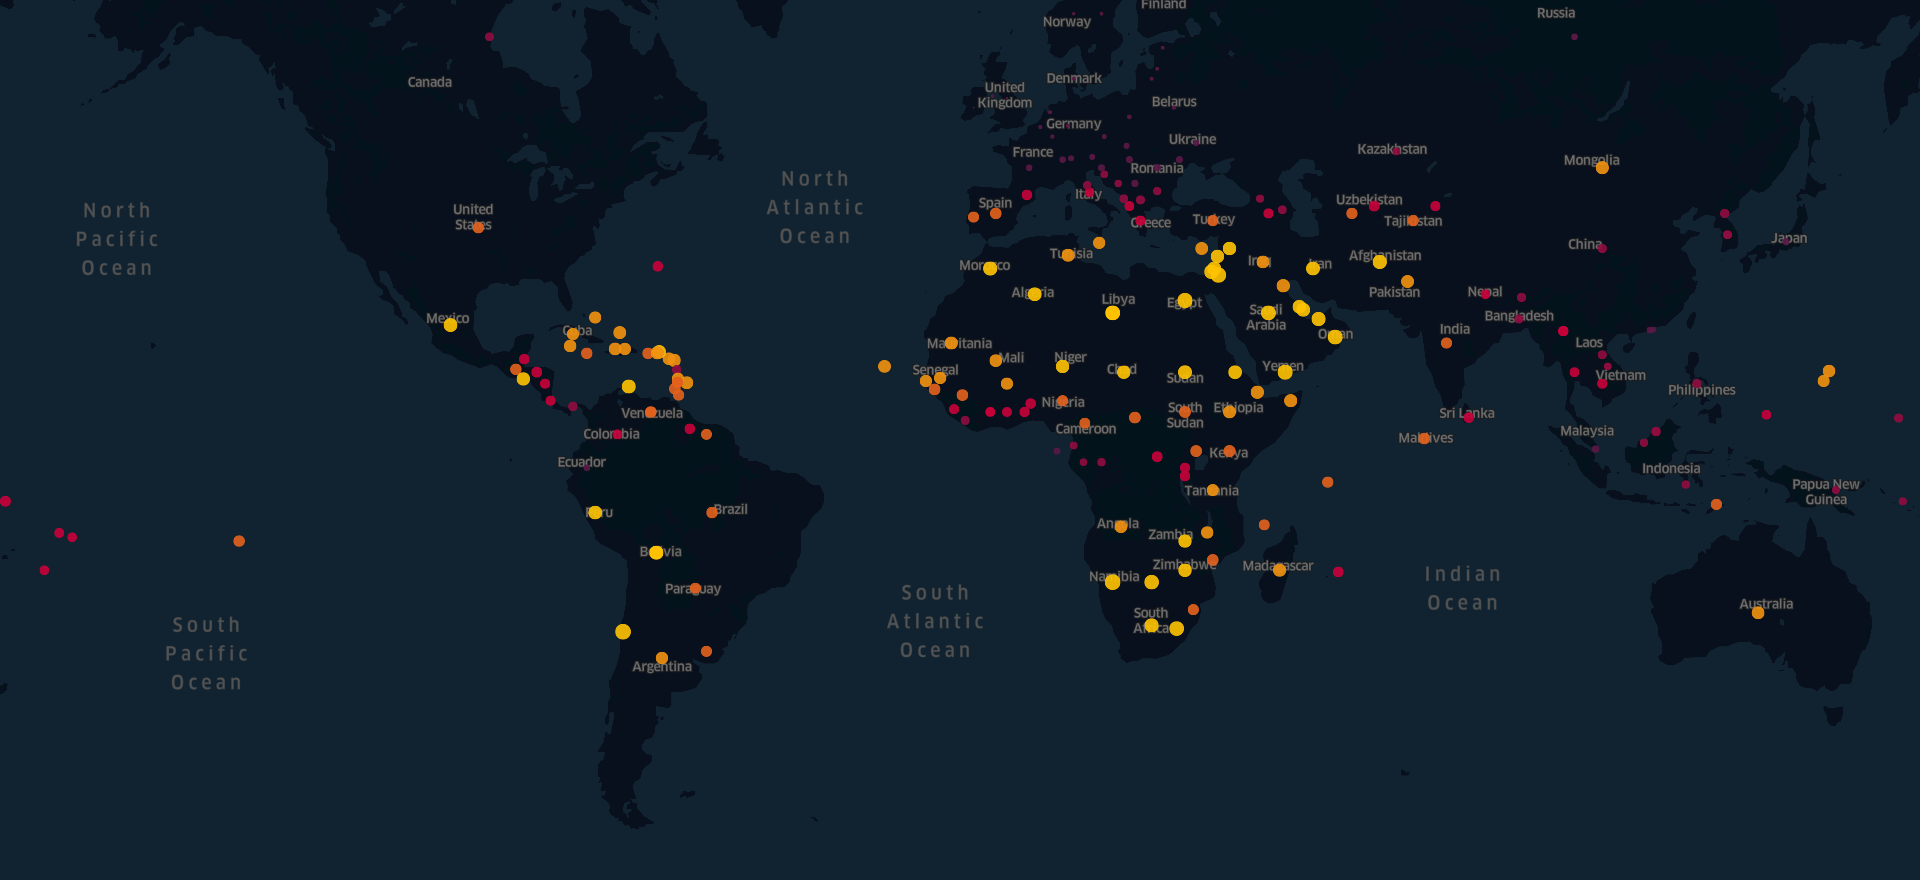 Finland
Norway
Russia
Canada
Denmark
United
Kingdom
Belarus
Germany
Ukraine
France
Kazakhstan
Mongolia
Romania
North
Atlantic
Ocean
Italy
Spain
Uzbekistan
North
Pacific
Ocean
United
States
Greece
Turkey
Tajikistan
Japan
China
Tunisia
Morocco
Iraq
Iran
Afghanistan
Algeria
Libya
Egypt
Pakistan
Nepal
Saudi
Arabia
Bangladesh
Mexico
Cuba
Oman
India
Mauritania
Mali
Niger
Chad
Sudan
Yemen
Laos
Senegal
Vietnam
Philippines
Nigeria
South
Sudan
Ethiopia
Venezuela
Sri Lanka
Cameroon
Colombia
Maldives
Malaysia
Kenya
Ecuador
Indonesia
Tanzania
Papua New
Guinea
Peru
Brazil
Angola
Zambia
Bolivia
Zimbabwe
Madagascar
Namibia
Indian
Ocean
Paraguay
South
Atlantic
Ocean
South
Africa
Australia
South
Pacific
Ocean
Argentina